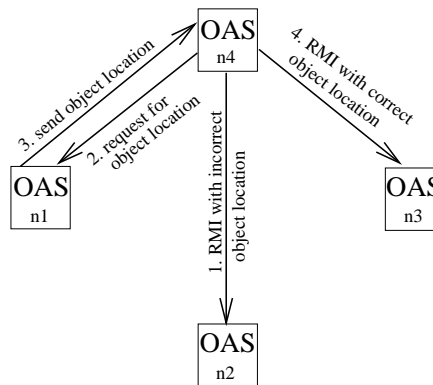 OAS
n4
3. send object location
2. request for
object location
4. RMI with correct
object location
OAS
n1
1. RMI with incorrect
object location
OAS
n3
OAS
n2